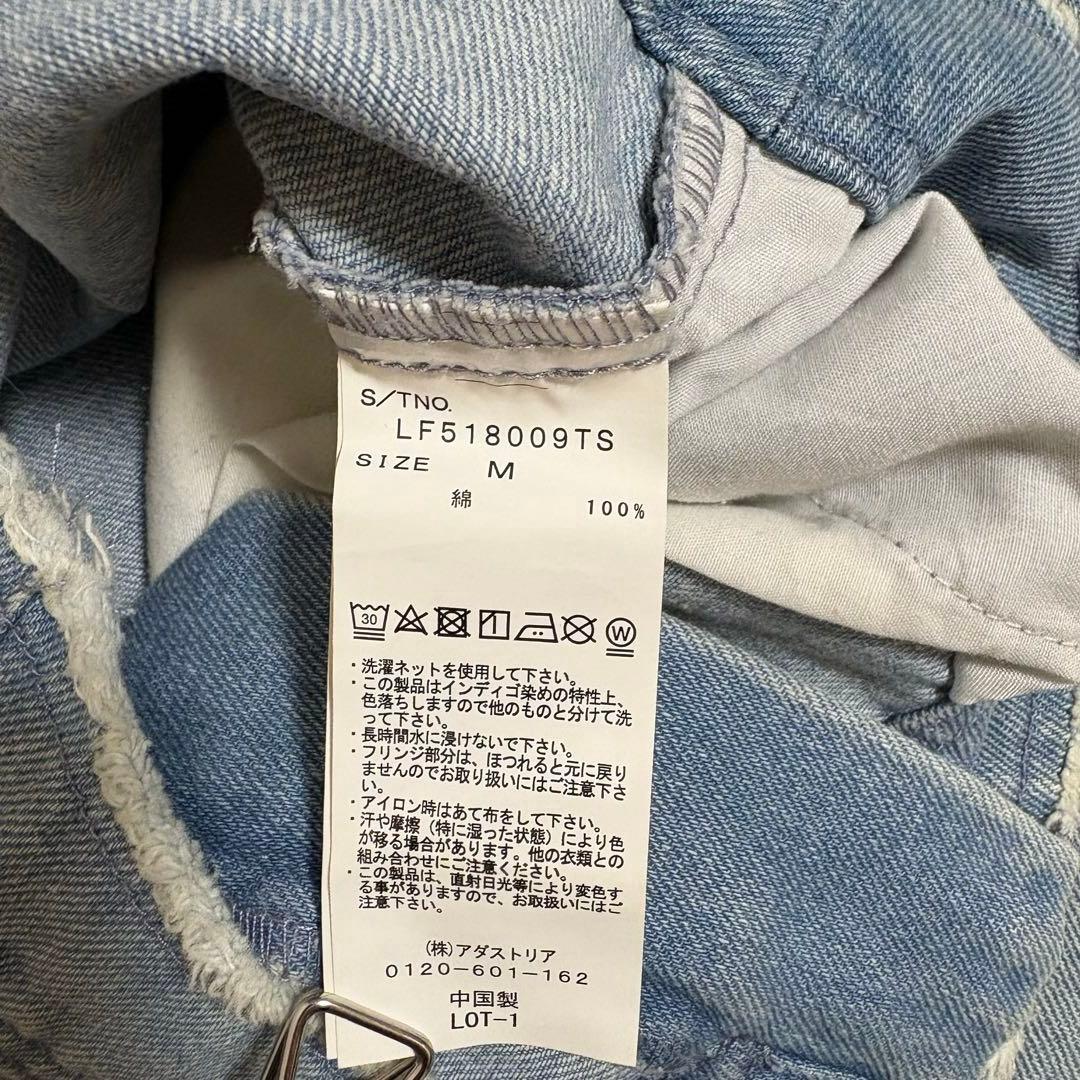 S/TNO.
LF518009TS
SIZE M
綿 100%
30
W
・洗濯ネットを使用して下さい。
・この製品はインディゴ染めの特性上、
色落ちしますので他のものと分けて洗
って下さい。
・長時間水に浸けないで下さい。
・フリンジ部分は、ほつれると元に戻り
ませんのでお取り扱いにはご注意下さ
い。
・アイロン時はあて布をして下さい。
・汗や摩擦（特に湿った状態）により色
が移る場合があります。他の衣類との
組み合わせにご注意ください。
・この製品は、直射日光等により変色す
る事がありますので、お取扱いにはご
注意下さい。
(株)アダストリア
0120-601-162
中国製
LOT-1